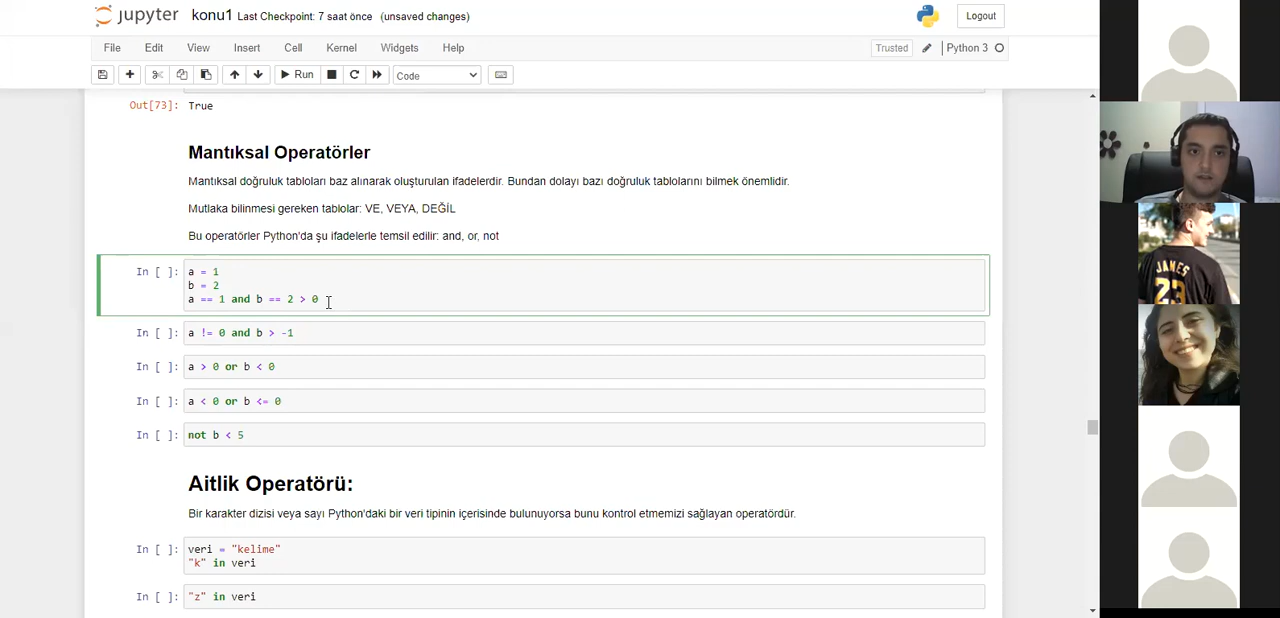 jupyter konu1 Last Checkpoint: 7 saat önce (unsaved changes) Logout
File Edit View Insert Cell Kernel Widgets Help Trusted Python 3
Run Code
Out[73]: True
Mantıksal Operatörler
Mantıksal doğruluk tabloları baz alınarak oluşturulan ifadelerdir. Bundan dolayı bazı doğruluk tablolarını bilmek önemlidir.
Mutlaka bilinmesi gereken tablolar: VE, VEYA, DEĞİL
Bu operatörler Python'da şu ifadelerle temsil edilir: and, or, not
In [ ]: a = 1
b = 2
a == 1 and b == 2 > 0
In [ ]: a != 0 and b > -1
In [ ]: a > 0 or b < 0
In [ ]: a < 0 or b <= 0
In [ ]: not b < 5
Aitlik Operatörü:
Bir karakter dizisi veya sayı Python'daki bir veri tipinin içerisinde bulunuyorsa bunu kontrol etmemizi sağlayan operatördür.
In [ ]: veri = "kelime"
"k" in veri
In [ ]: "z" in veri
JAMES
23